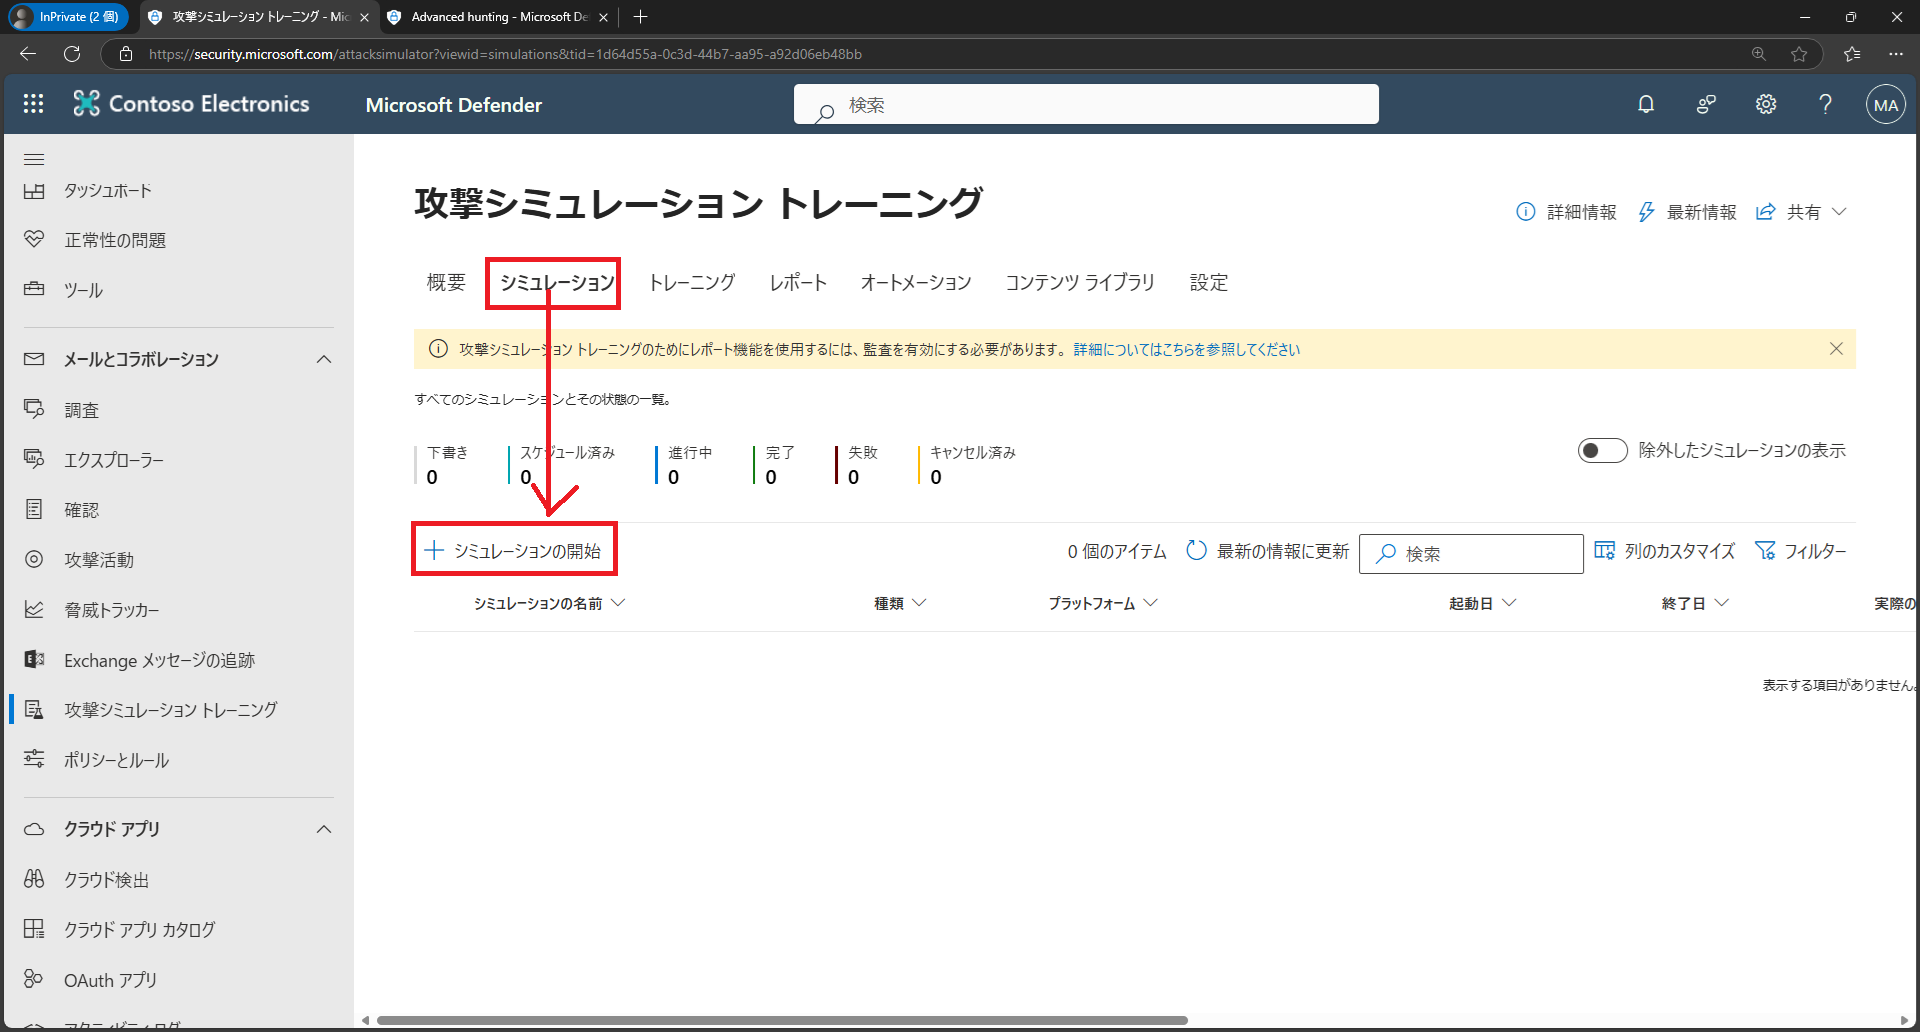 InPrivate (2 個)
攻撃シミュレーション トレーニング - Mic
Advanced hunting - Microsoft De
https://security.microsoft.com/attacksimulator?viewid=simulations&tid=1d64d55a-0c3d-44b7-aa95-a92d06eb48bb
Contoso Electronics
Microsoft Defender
検索
MA
ダッシュボード
正常性の問題
ツール
メールとコラボレーション
調査
エクスプローラー
確認
攻撃活動
脅威トラッカー
Exchange メッセージの追跡
攻撃シミュレーション トレーニング
ポリシーとルール
クラウド アプリ
クラウド検出
クラウド アプリ カタログ
OAuth アプリ
アクティビティ ログ
攻撃シミュレーション トレーニング
詳細情報
最新情報
共有
概要
シミュレーション
トレーニング
レポート
オートメーション
コンテンツ ライブラリ
設定
攻撃シミュレーション トレーニングのためにレポート機能を使用するには、監査を有効にする必要があります。 詳細についてはこちらを参照してください
すべてのシミュレーションとその状態の一覧。
下書き
0
スケジュール済み
0
進行中
0
完了
0
失敗
0
キャンセル済み
0
除外したシミュレーションの表示
シミュレーションの開始
0 個のアイテム
最新の情報に更新
検索
列のカスタマイズ
フィルター
シミュレーションの名前
種類
プラットフォーム
起動日
終了日
実際の
表示する項目がありません。